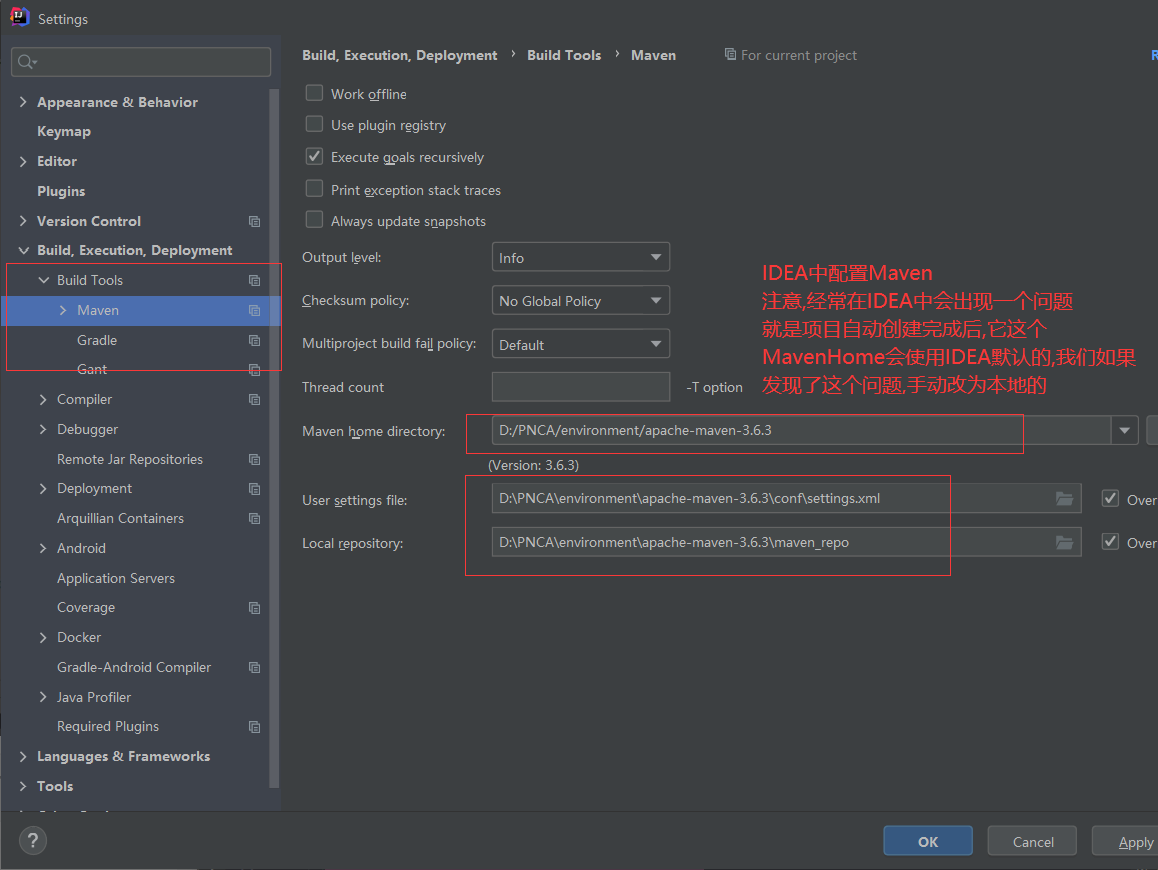 Settings
Appearance & Behavior
Keymap
Editor
Plugins
Version Control
Build, Execution, Deployment
Build Tools
Maven
Gradle
Gant
Compiler
Debugger
Remote Jar Repositories
Deployment
Arquillian Containers
Android
Application Servers
Coverage
Docker
Gradle-Android Compiler
Java Profiler
Required Plugins
Languages & Frameworks
Tools
Build, Execution, Deployment › Build Tools › Maven
For current project
R
Work offline
Use plugin registry
Execute goals recursively
Print exception stack traces
Always update snapshots
Output level: Info
Checksum policy: No Global Policy
Multiproject build fail policy: Default
Thread count -T option
IDEA中配置Maven
注意,经常在IDEA中会出现一个问题
就是项目自动创建完成后,它这个
MavenHome会使用IDEA默认的,我们如果
发现了这个问题,手动改为本地的
Maven home directory: D:/PNCA/environment/apache-maven-3.6.3
(Version: 3.6.3)
User settings file: D:\PNCA\environment\apache-maven-3.6.3\conf\settings.xml Over
Local repository: D:\PNCA\environment\apache-maven-3.6.3\maven_repo Over
? OK Cancel Apply